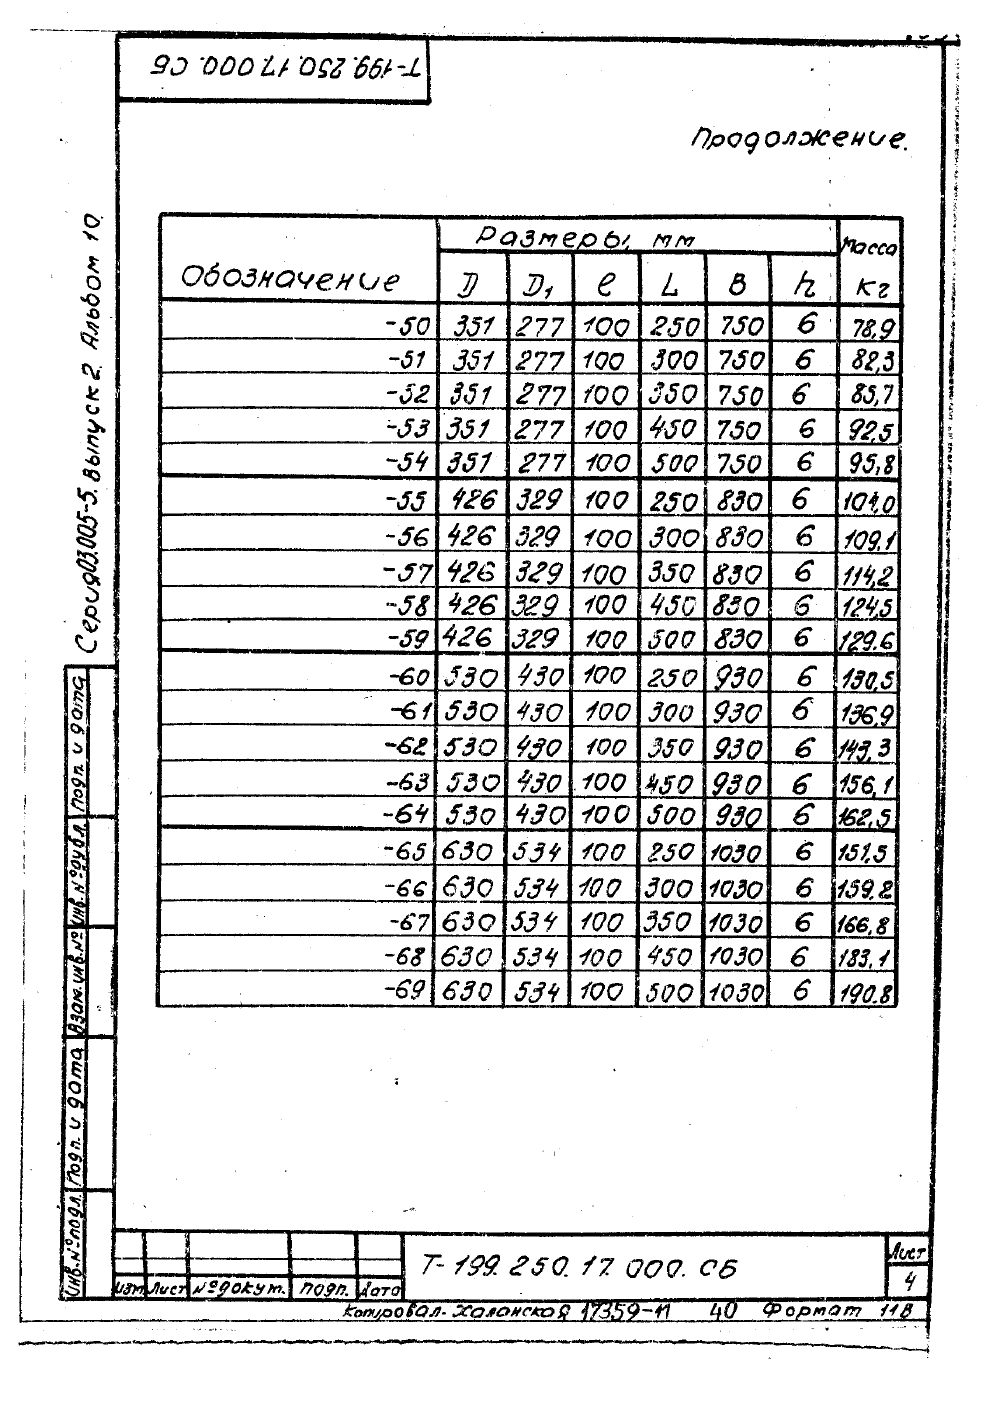 Т-199.250.17.000.СБ
Продолжение.
Серия 03.005-5. Выпуск 2. Альбом 10.
Обозначение Размеры, мм Масса кг
D D1 ℓ L B h
-50 351 277 100 250 750 6 78,9
-51 351 277 100 300 750 6 82,3
-52 351 277 100 350 750 6 85,7
-53 351 277 100 450 750 6 92,5
-54 351 277 100 500 750 6 95,8
-55 426 329 100 250 830 6 104,0
-56 426 329 100 300 830 6 109,1
-57 426 329 100 350 830 6 114,2
-58 426 329 100 450 830 6 124,5
-59 426 329 100 500 830 6 129.6
-60 530 430 100 250 930 6 130,5
-61 530 430 100 300 930 6 136,9
-62 530 430 100 350 930 6 143,3
-63 530 430 100 450 930 6 156,1
-64 530 430 100 500 930 6 162,5
-65 630 534 100 250 1030 6 151,5
-66 630 534 100 300 1030 6 159,2
-67 630 534 100 350 1030 6 166,8
-68 630 534 100 450 1030 6 183,1
-69 630 534 100 500 1030 6 190.8
Подп. и дата
Инв.№дубл.
Взам.инв.№
Подп. и дата
Инв.№подл.
Изм Лист №докум. Подп. Дата
Т-199.250.17.000.СБ
Лист
4
Копировал- Халанская 17359-11 40 Формат 11В